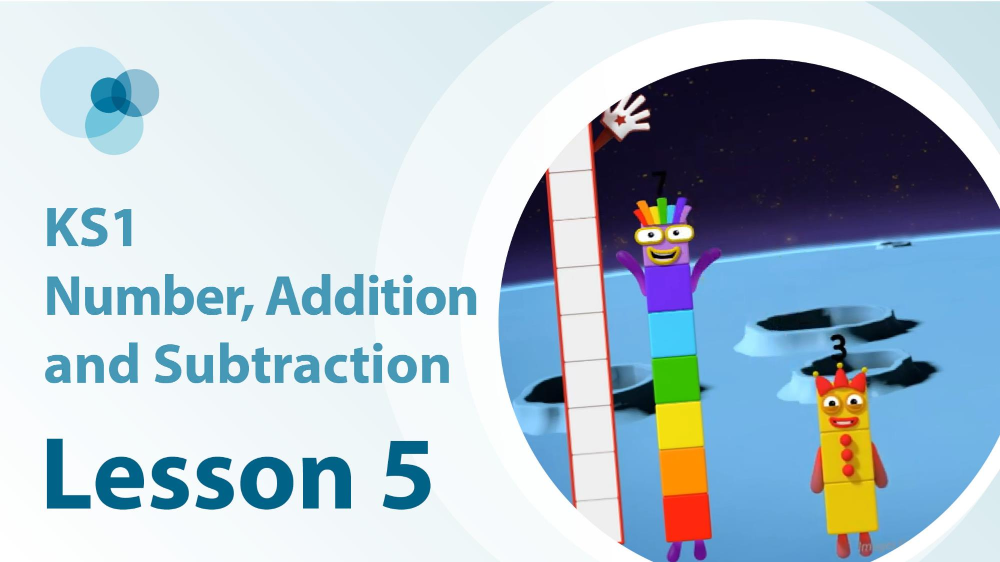 KS1
Number, Addition
and Subtraction
Lesson 5
7
3